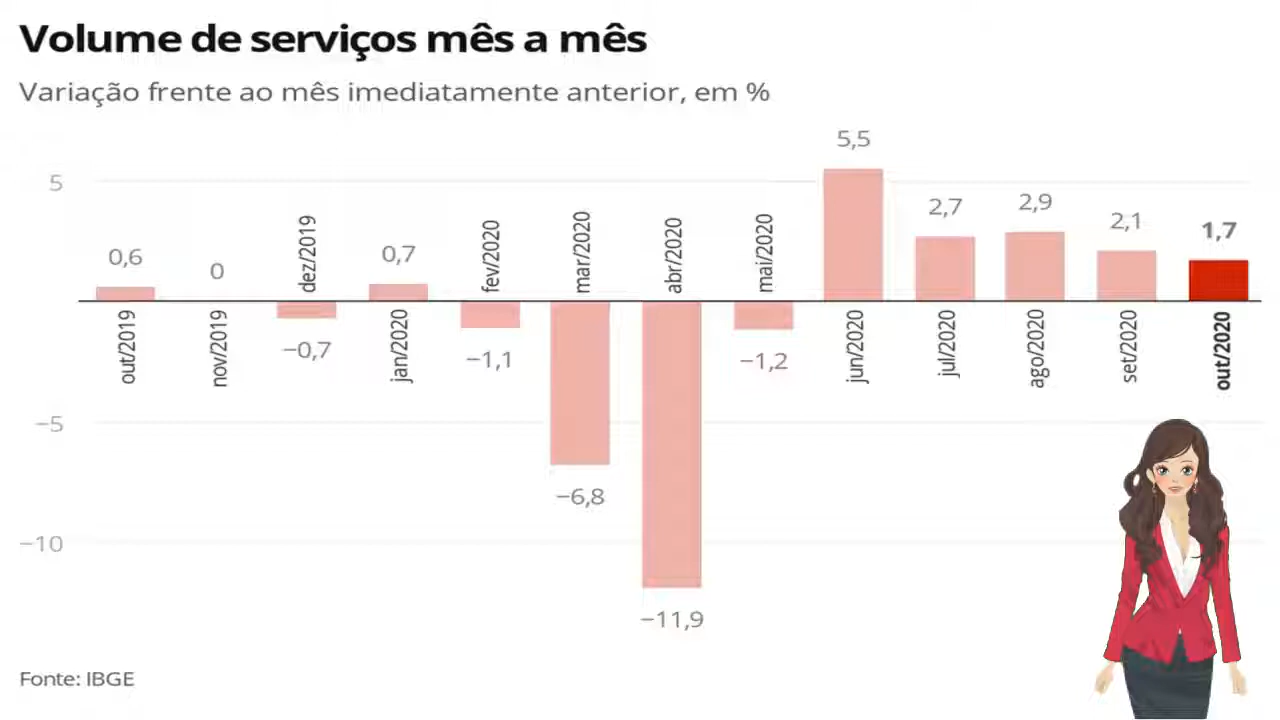 Volume de serviços mês a mês
Variação frente ao mês imediatamente anterior, em %
5
−5
−10
0,6
out/2019
0
nov/2019
dez/2019
−0,7
0,7
jan/2020
fev/2020
−1,1
mar/2020
−6,8
abr/2020
−11,9
mai/2020
−1,2
5,5
jun/2020
2,7
jul/2020
2,9
ago/2020
2,1
set/2020
1,7
out/2020
Fonte: IBGE